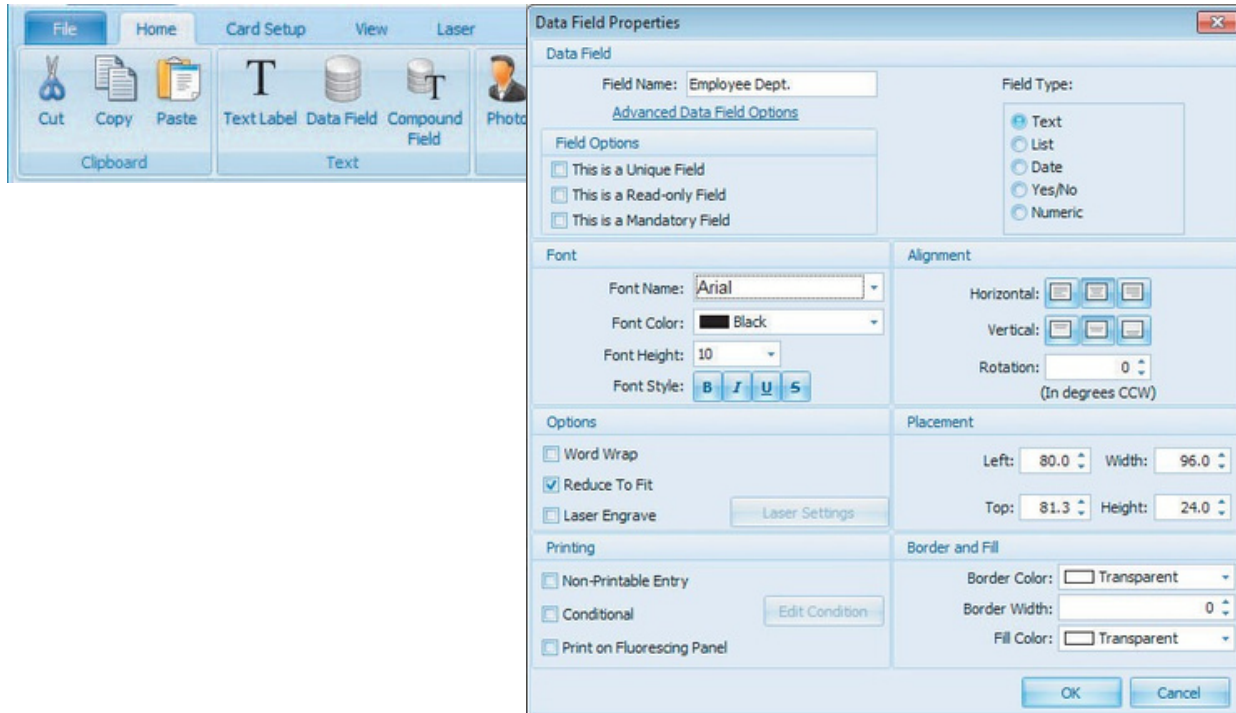 File Home Card Setup View Laser
Cut Copy Paste Text Label Data Field Compound Field Photo
Clipboard Text
Data Field Properties
Data Field
Field Name: Employee Dept.
Advanced Data Field Options
Field Options
This is a Unique Field
This is a Read-only Field
This is a Mandatory Field
Field Type:
Text
List
Date
Yes/No
Numeric
Font
Font Name: Arial
Font Color: Black
Font Height: 10
Font Style: B I U S
Alignment
Horizontal:
Vertical:
Rotation: 0
(In degrees CCW)
Options
Word Wrap
Reduce To Fit
Laser Engrave Laser Settings
Placement
Left: 80.0 Width: 96.0
Top: 81.3 Height: 24.0
Printing
Non-Printable Entry
Conditional Edit Condition
Print on Fluorescing Panel
Border and Fill
Border Color: Transparent
Border Width: 0
Fill Color: Transparent
OK Cancel